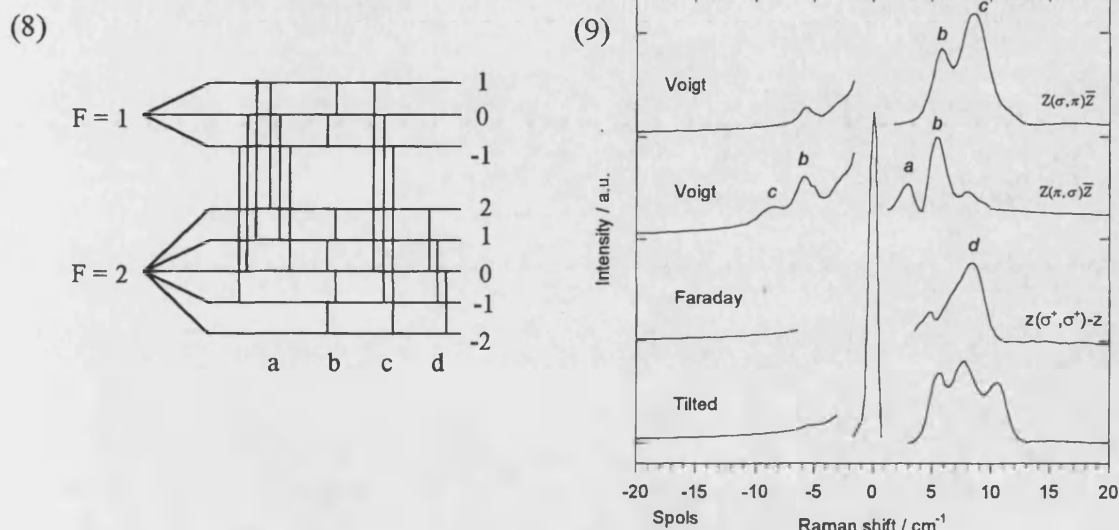 (8)
F = 1
1
0
-1
F = 2
2
1
0
-1
-2
a b c d
(9)
Intensity / a.u.
Voigt
b
c
Z(σ,π)Z̅
Voigt
c
b
a
b
Z(π,σ)Z̅
Faraday
d
z(σ⁺,σ⁺)-z
Tilted
-20 -15 -10 -5 0 5 10 15 20
Spols
Raman shift / cm⁻¹